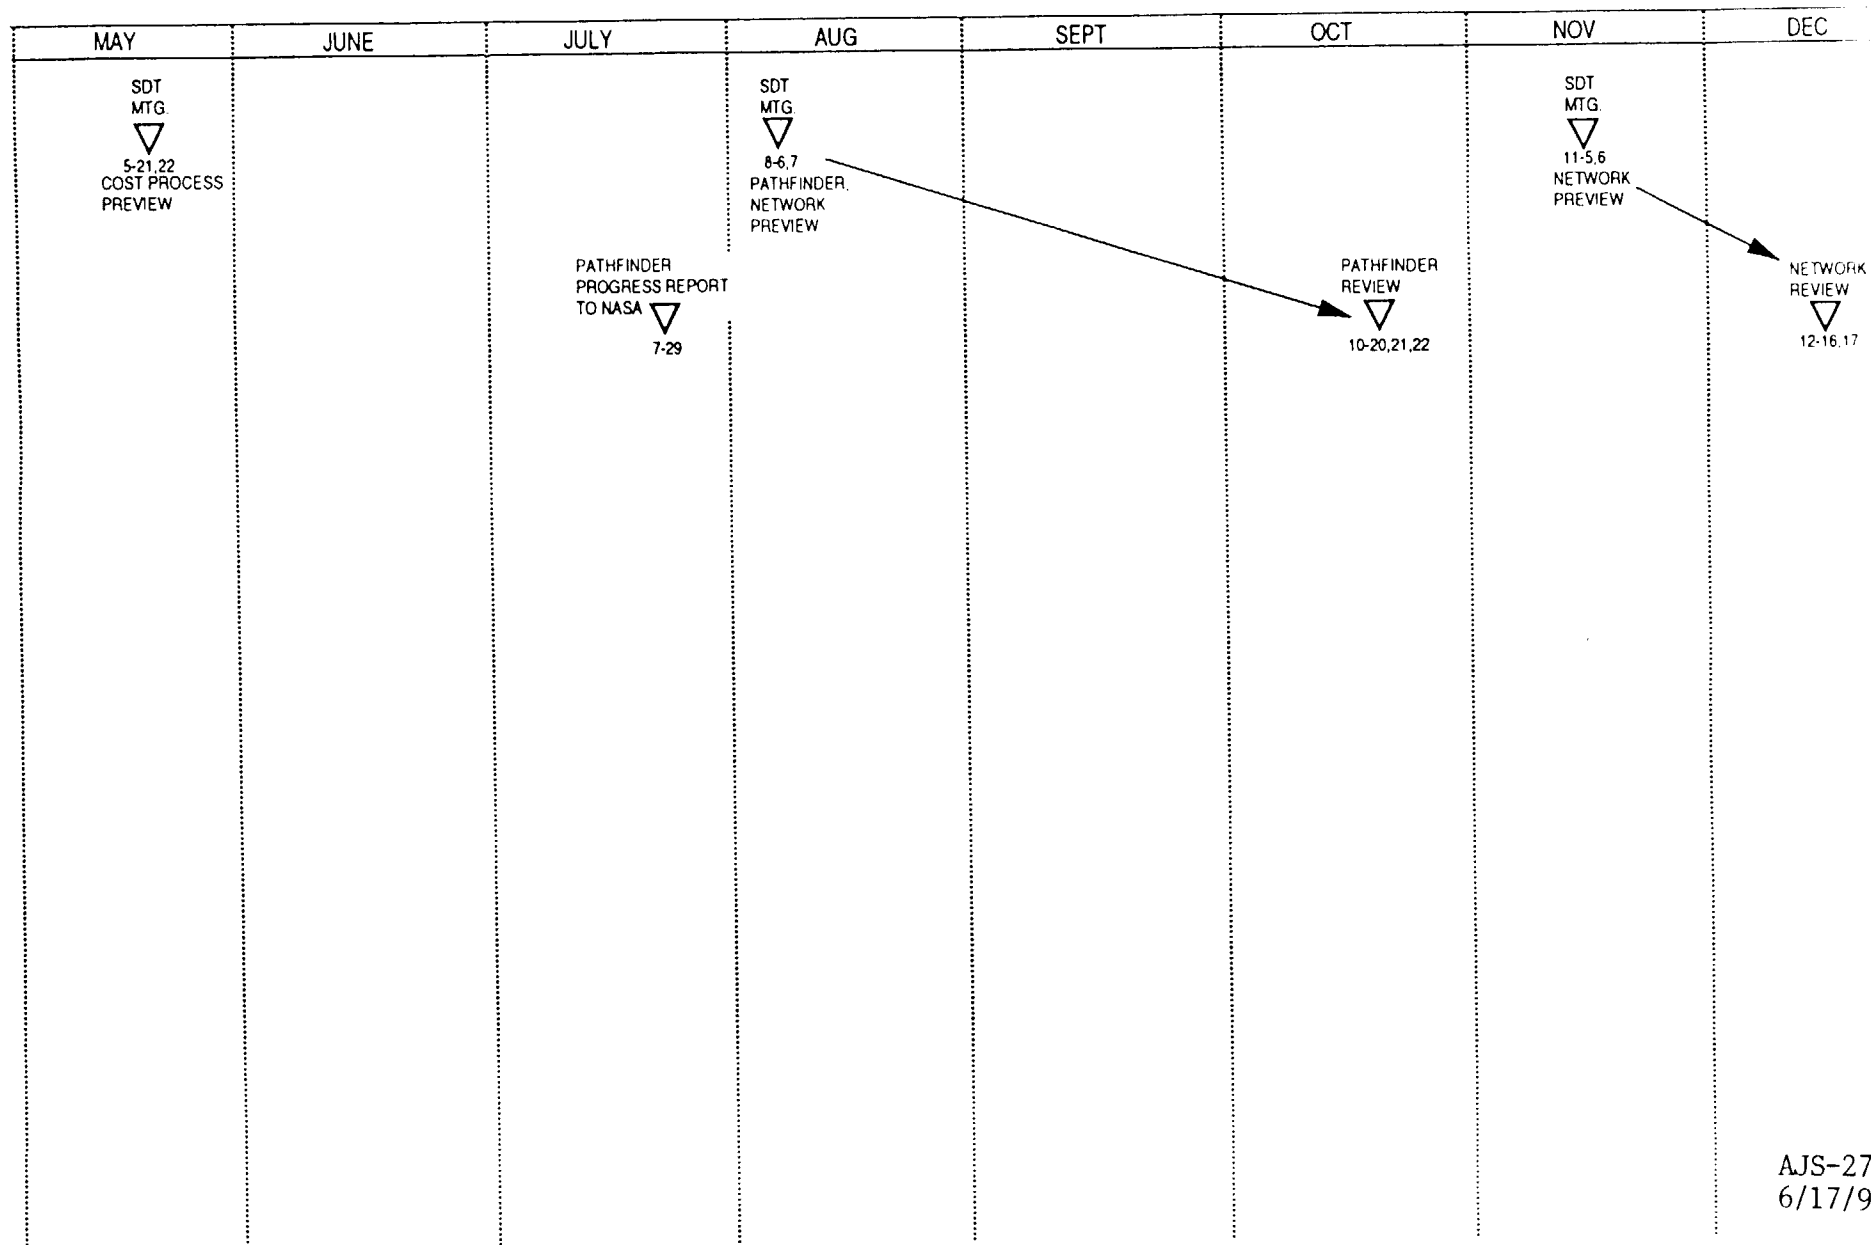 MAY JUNE JULY AUG SEPT OCT NOV DEC
SDT
MTG.
5-21,22
COST PROCESS
PREVIEW
PATHFINDER
PROGRESS REPORT
TO NASA
7-29
SDT
MTG.
8-6,7
PATHFINDER,
NETWORK
PREVIEW
PATHFINDER
REVIEW
10-20,21,22
SDT
MTG.
11-5,6
NETWORK
PREVIEW
NETWORK
REVIEW
12-16,17
AJS-27
6/17/9